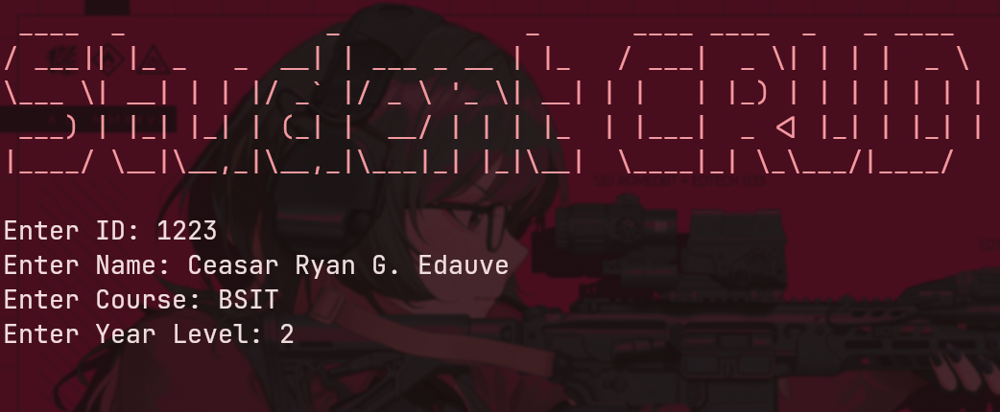 Student CRUD
Enter ID: 1223
Enter Name: Ceasar Ryan G. Edauve
Enter Course: BSIT
Enter Year Level: 2